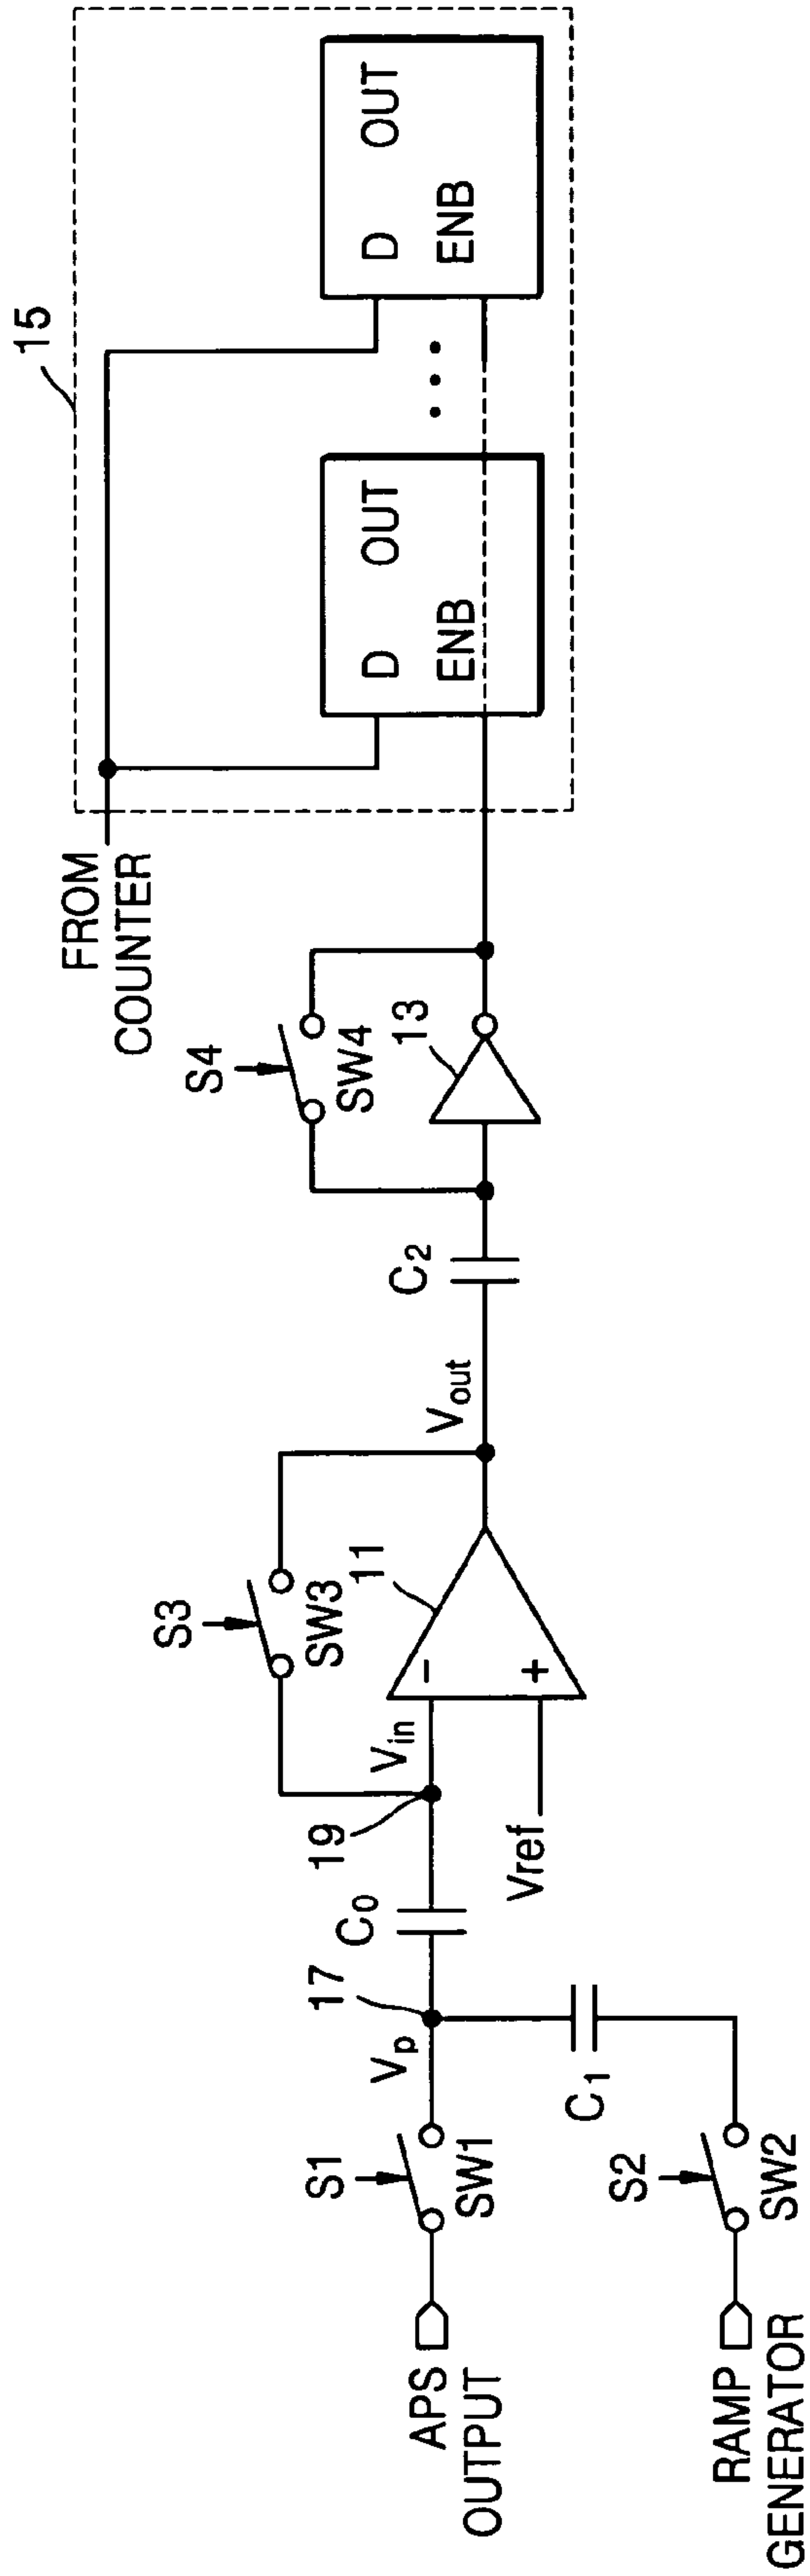 APS
OUTPUT
RAMP
GENERATOR
S1
SW1
S2
SW2
Vp
17
C1
C0
19
Vin
Vref
S3
SW3
11
−
+
Vout
C2
S4
SW4
13
FROM
COUNTER
15
D OUT
ENB
• • •
D OUT
ENB